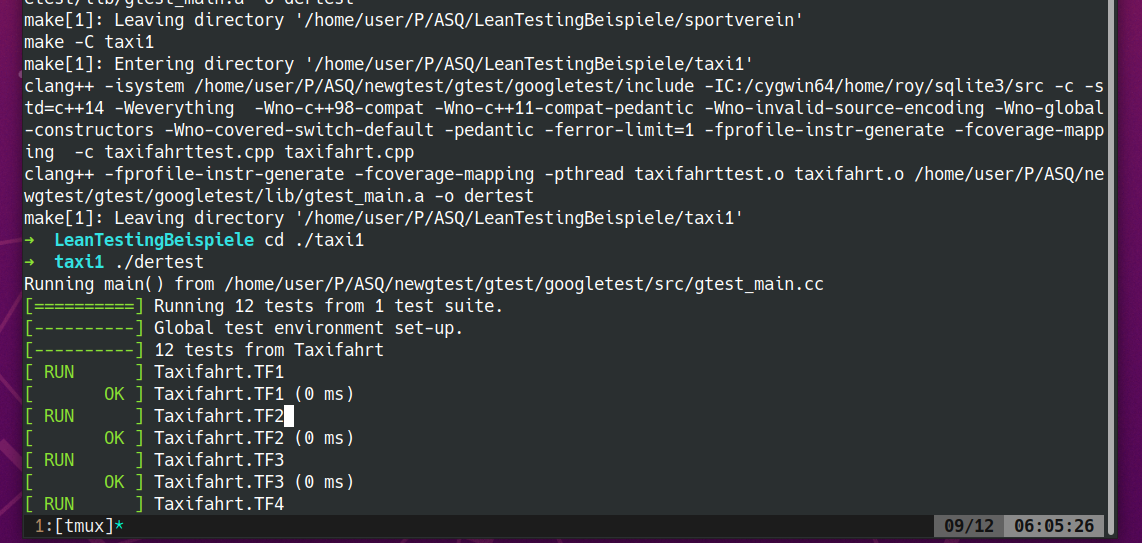 etest/lib/gtest_main.a -o dertest
make[1]: Leaving directory '/home/user/P/ASQ/LeanTestingBeispiele/sportverein'
make -C taxi1
make[1]: Entering directory '/home/user/P/ASQ/LeanTestingBeispiele/taxi1'
clang++ -isystem /home/user/P/ASQ/newgtest/gtest/googletest/include -IC:/cygwin64/home/roy/sqlite3/src -c -s
td=c++14 -Weverything  -Wno-c++98-compat -Wno-c++11-compat-pedantic -Wno-invalid-source-encoding -Wno-global
-constructors -Wno-covered-switch-default -pedantic -ferror-limit=1 -fprofile-instr-generate -fcoverage-mapp
ing  -c taxifahrttest.cpp taxifahrt.cpp
clang++ -fprofile-instr-generate -fcoverage-mapping -pthread taxifahrttest.o taxifahrt.o /home/user/P/ASQ/ne
wgtest/gtest/googletest/lib/gtest_main.a -o dertest
make[1]: Leaving directory '/home/user/P/ASQ/LeanTestingBeispiele/taxi1'
→  LeanTestingBeispiele cd ./taxi1
→  taxi1 ./dertest
Running main() from /home/user/P/ASQ/newgtest/gtest/googletest/src/gtest_main.cc
[==========] Running 12 tests from 1 test suite.
[----------] Global test environment set-up.
[----------] 12 tests from Taxifahrt
[ RUN      ] Taxifahrt.TF1
[       OK ] Taxifahrt.TF1 (0 ms)
[ RUN      ] Taxifahrt.TF2
[       OK ] Taxifahrt.TF2 (0 ms)
[ RUN      ] Taxifahrt.TF3
[       OK ] Taxifahrt.TF3 (0 ms)
[ RUN      ] Taxifahrt.TF4
1:[tmux]* 09/12 06:05:26